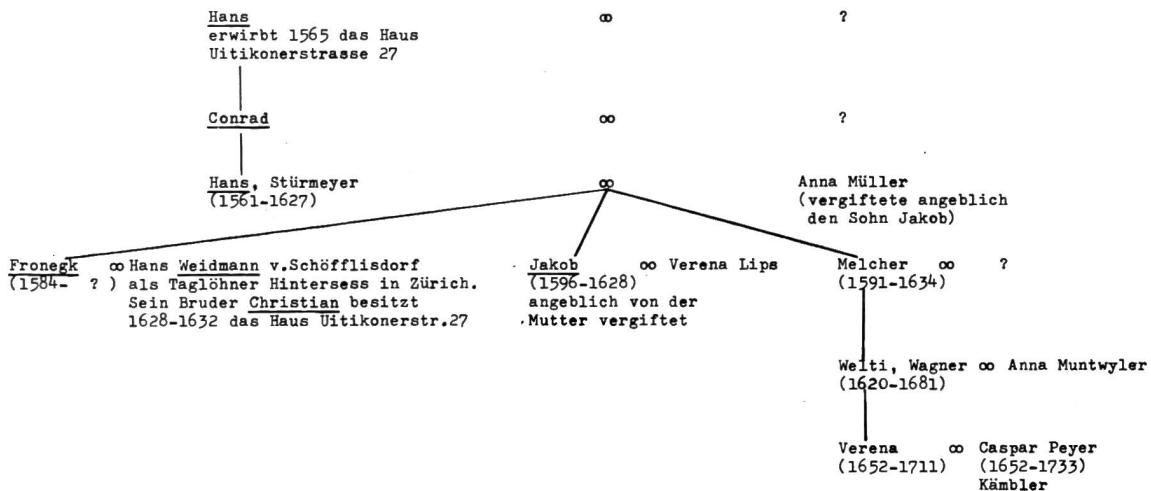 Hans ∞ ?
erwirbt 1565 das Haus
Uitikonerstrasse 27
Conrad ∞ ?
Hans, Stürmeyer ∞ Anna Müller
(1561-1627) (vergiftete angeblich
den Sohn Jakob)
Fronegk ∞ Hans Weidmann v.Schöfflisdorf Jakob ∞ Verena Lips Melcher ∞ ?
(1584- ? ) als Taglöhner Hintersess in Zürich. (1596-1628) (1591-1634)
Sein Bruder Christian besitzt angeblich von der
1628-1632 das Haus Uitikonerstr.27 Mutter vergiftet
Welti, Wagner ∞ Anna Muntwyler
(1620-1681)
Verena ∞ Caspar Peyer
(1652-1711) (1652-1733)
Kämbler